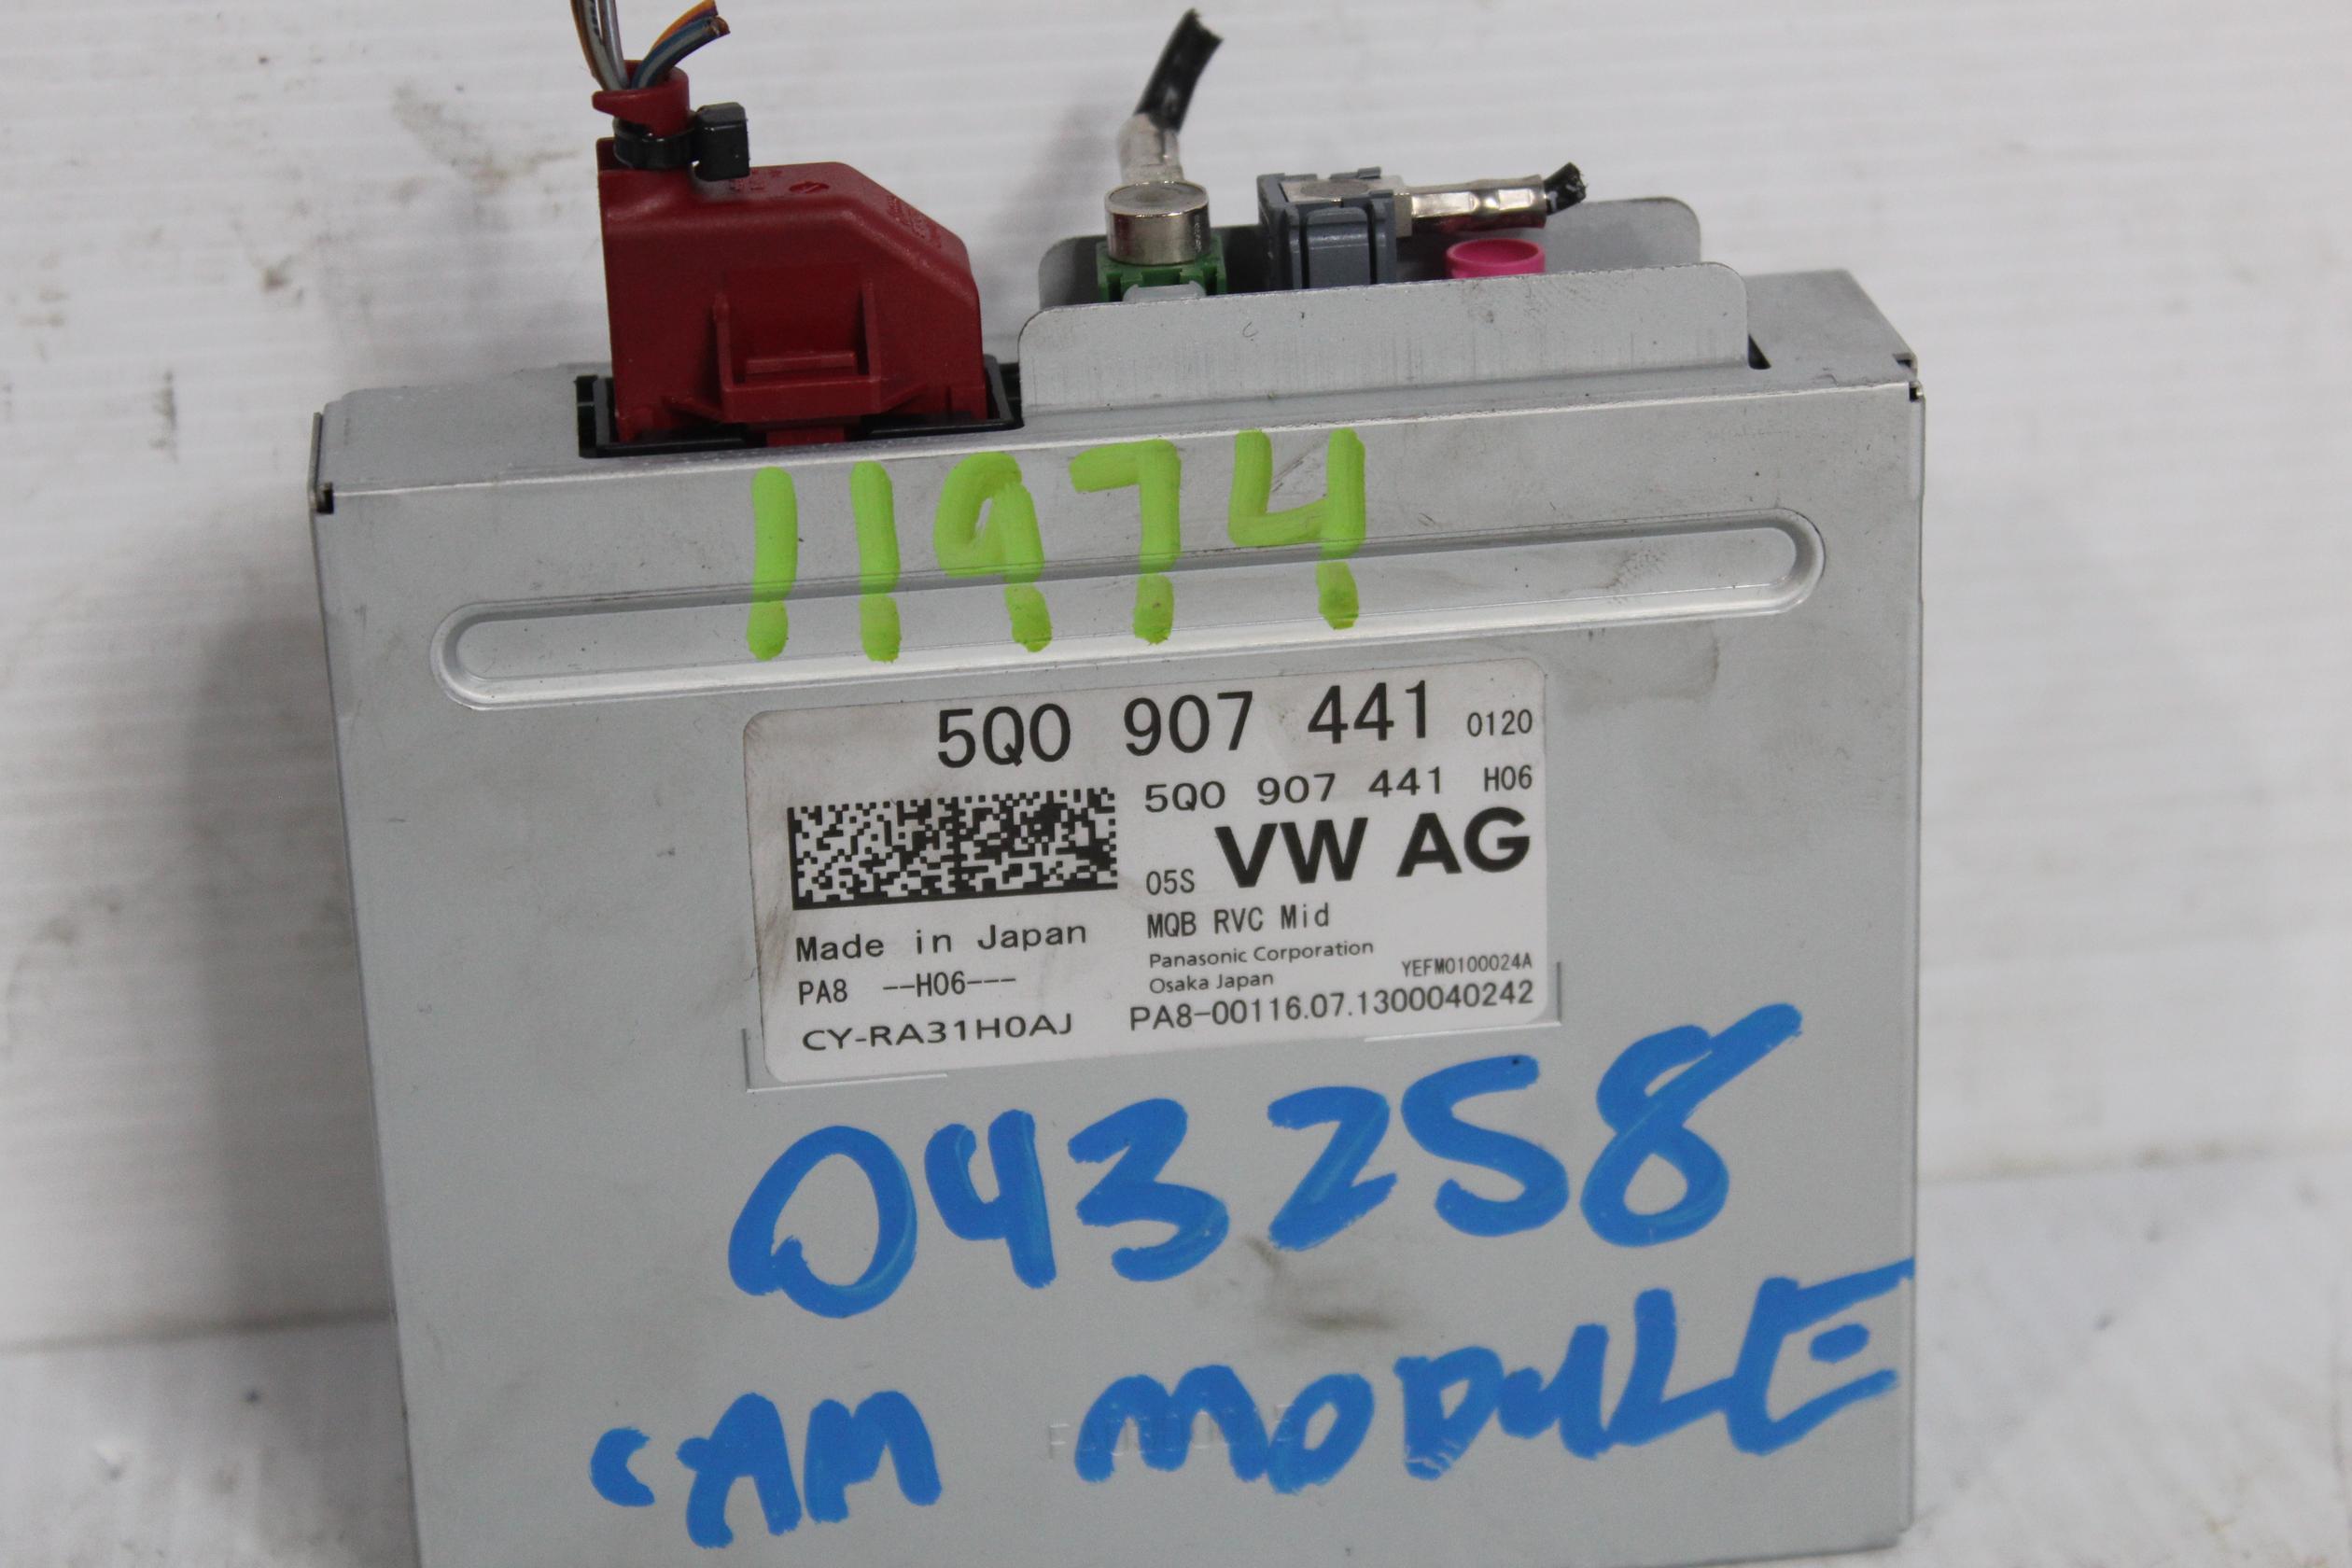 11974
5Q0 907 441 0120
5Q0 907 441 H06
05S VW AG
MQB RVC Mid
Made in Japan
Panasonic Corporation
Osaka Japan YEFM0100024A
PA8 --H06---
PA8-00116.07.1300040242
CY-RA31H0AJ
043258
CAM MODULE